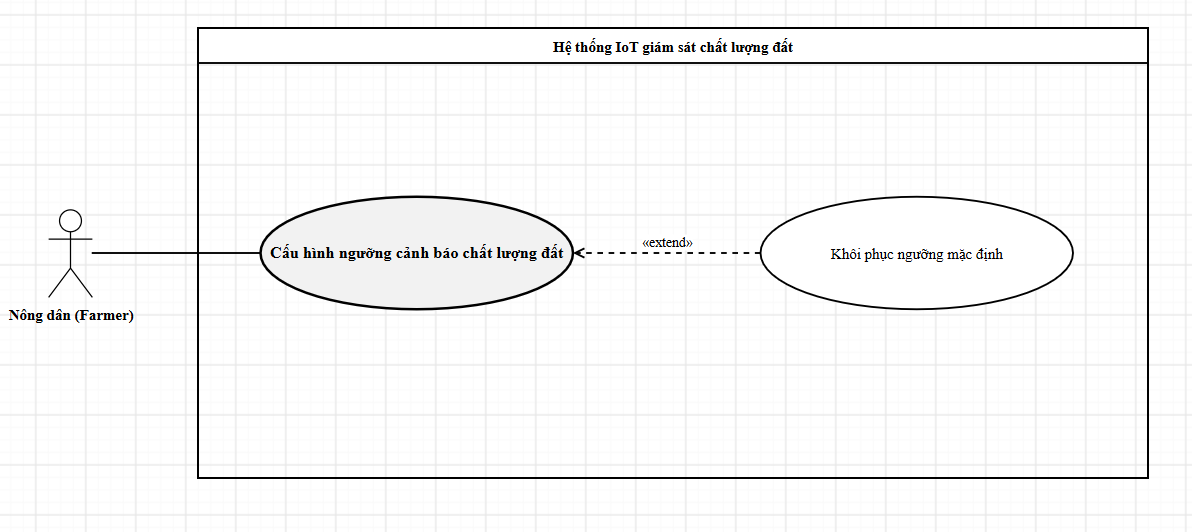 Hệ thống IoT giám sát chất lượng đất
Cấu hình ngưỡng cảnh báo chất lượng đất
«extend»
Khôi phục ngưỡng mặc định
Nông dân (Farmer)